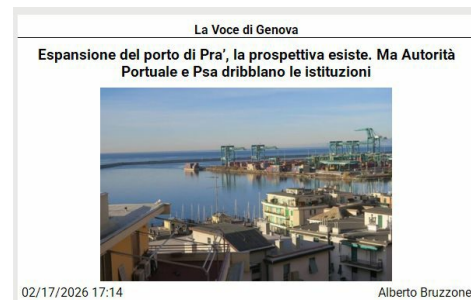 La Voce di Genova
Espansione del porto di Pra’, la prospettiva esiste. Ma Autorità
Portuale e Psa dribblano le istituzioni
02/17/2026 17:14
Alberto Bruzzone